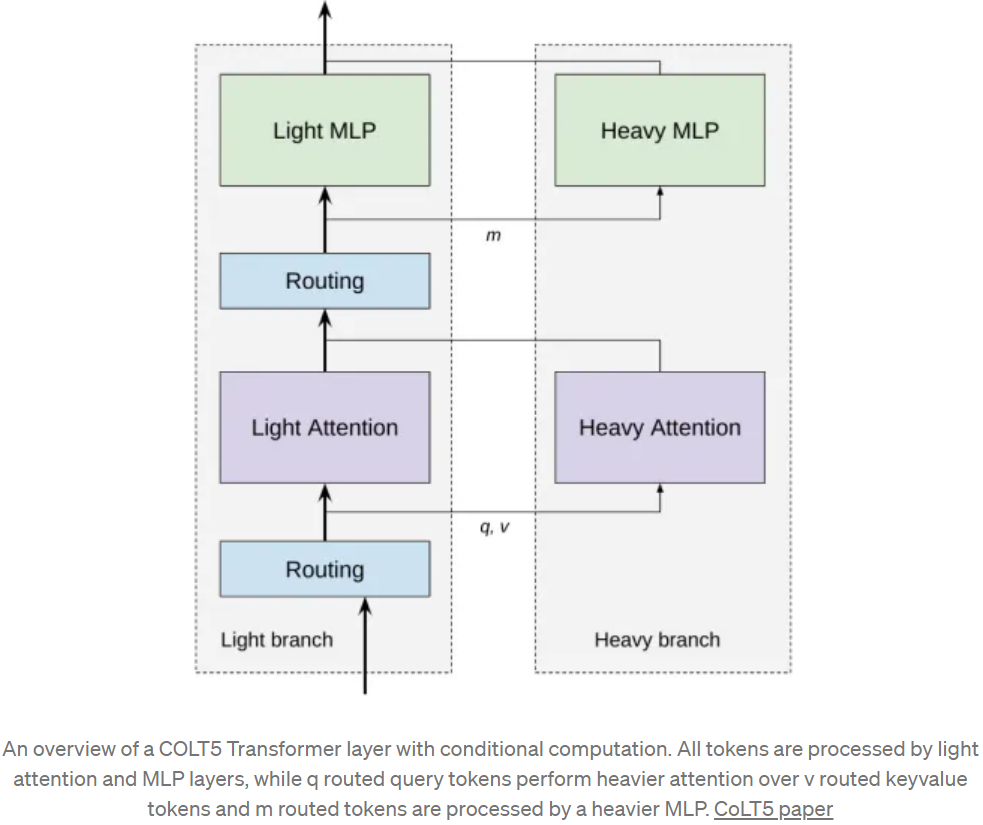 Light MLP
Heavy MLP
m
Routing
Light Attention
Heavy Attention
q, v
Routing
Light branch
Heavy branch
An overview of a COLT5 Transformer layer with conditional computation. All tokens are processed by light
attention and MLP layers, while q routed query tokens perform heavier attention over v routed keyvalue
tokens and m routed tokens are processed by a heavier MLP. CoLT5 paper